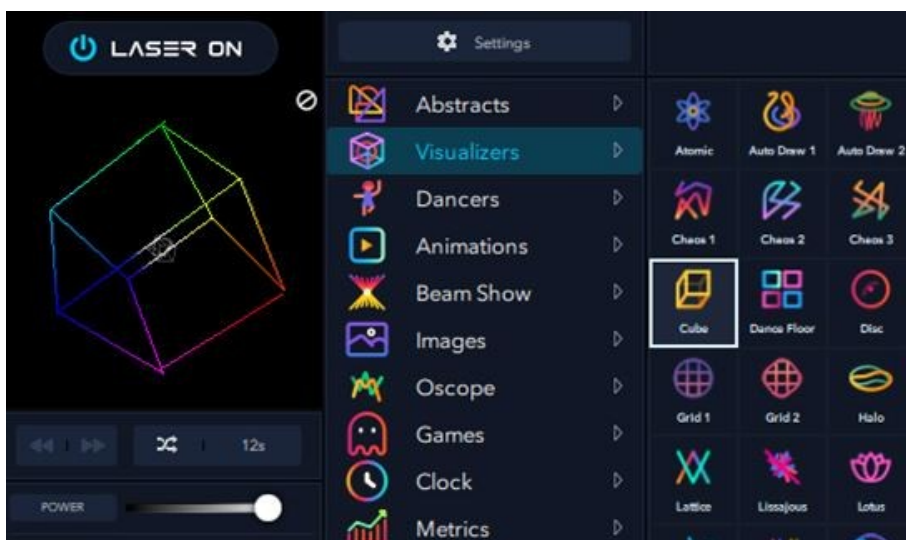 LASER ON
12s
POWER
Settings
Abstracts
Visualizers
Dancers
Animations
Beam Show
Images
Oscope
Games
Clock
Metrics
Atomic
Auto Draw 1
Auto Draw 2
Chaos 1
Chaos 2
Chaos 3
Cube
Dance Floor
Disc
Grid 1
Grid 2
Halo
Lattice
Lissajous
Lotus